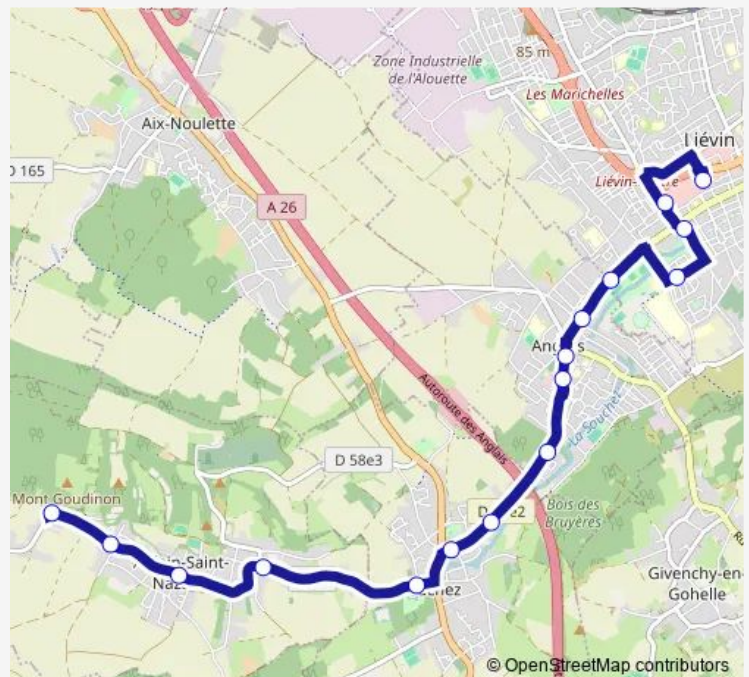 85 m
Zone Industrielle
de l'Alouette
Les Marichelles
Aix-Noulette
Liévin
D 165
A 26
Autoroute des Anglais
La Souchez
D 58e3
Mont Goudinon
Bois des
Bruyères
Givenchy-en-
Gohelle
© OpenStreetMap contributors